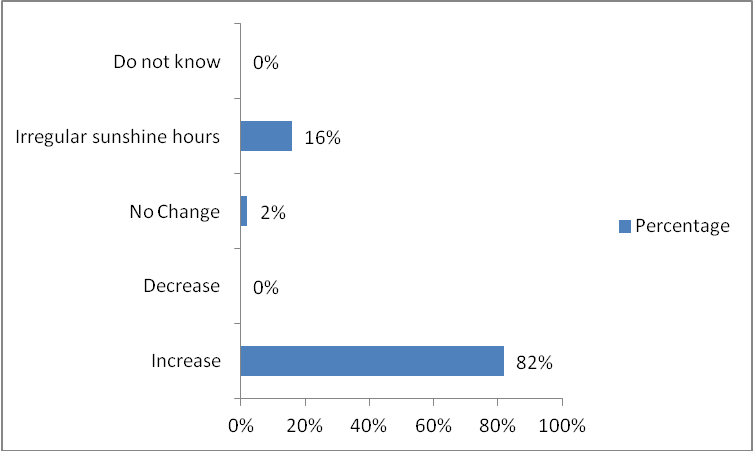 Do not know 0%
Irregular sunshine hours 16%
No Change 2%
Percentage
Decrease 0%
Increase 82%
0% 20% 40% 60% 80% 100%